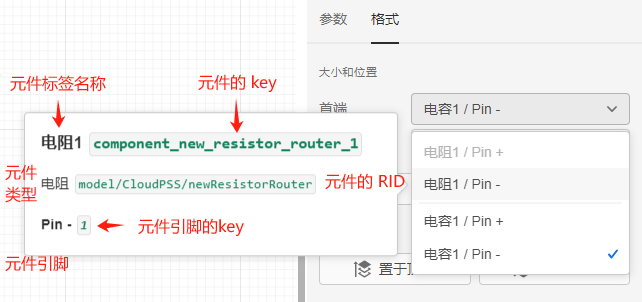 参数 格式
大小和位置
首端 电容1 / Pin -
电阻1 / Pin +
电阻1 / Pin -
电容1 / Pin +
电容1 / Pin -
元件标签名称 元件的 key
电阻1 component_new_resistor_router_1
元件类型 电阻 model/CloudPSS/newResistorRouter 元件的 RID
Pin - 1 元件引脚的key
元件引脚
置于